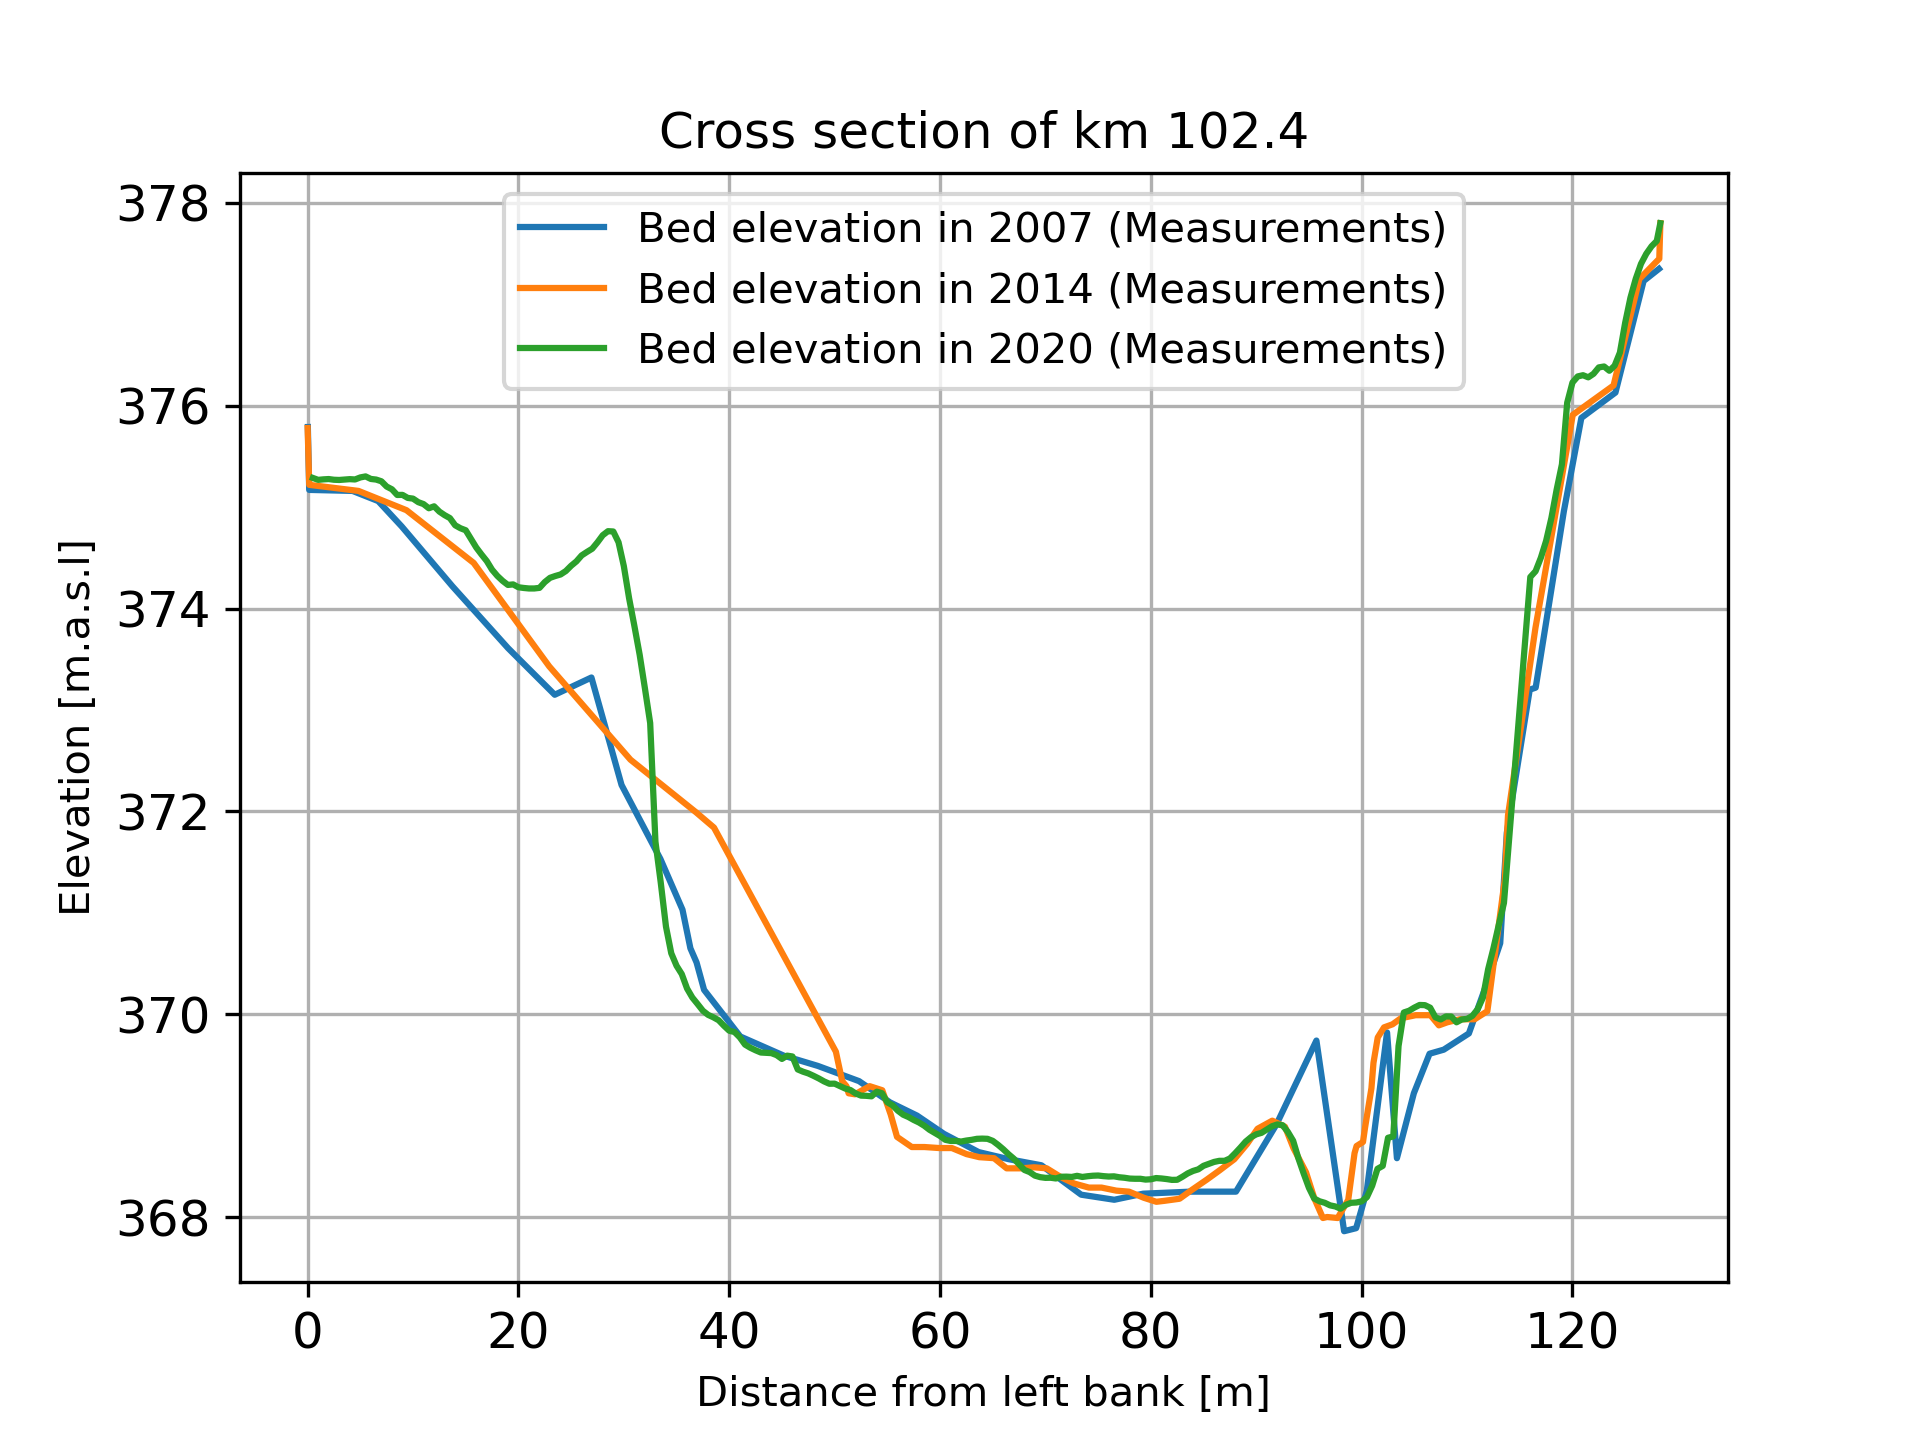 Cross section of km 102.4
Bed elevation in 2007 (Measurements)
Bed elevation in 2014 (Measurements)
Bed elevation in 2020 (Measurements)
Elevation [m.a.s.l]
378
376
374
372
370
368
0 20 40 60 80 100 120
Distance from left bank [m]